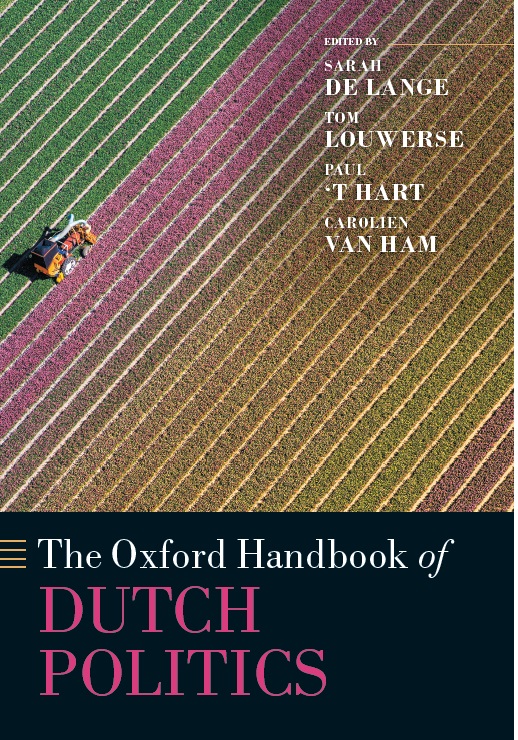 EDITED BY
SARAH
DE LANGE
TOM
LOUWERSE
PAUL
‘T HART
CAROLIEN
VAN HAM
The Oxford Handbook of
DUTCH
POLITICS